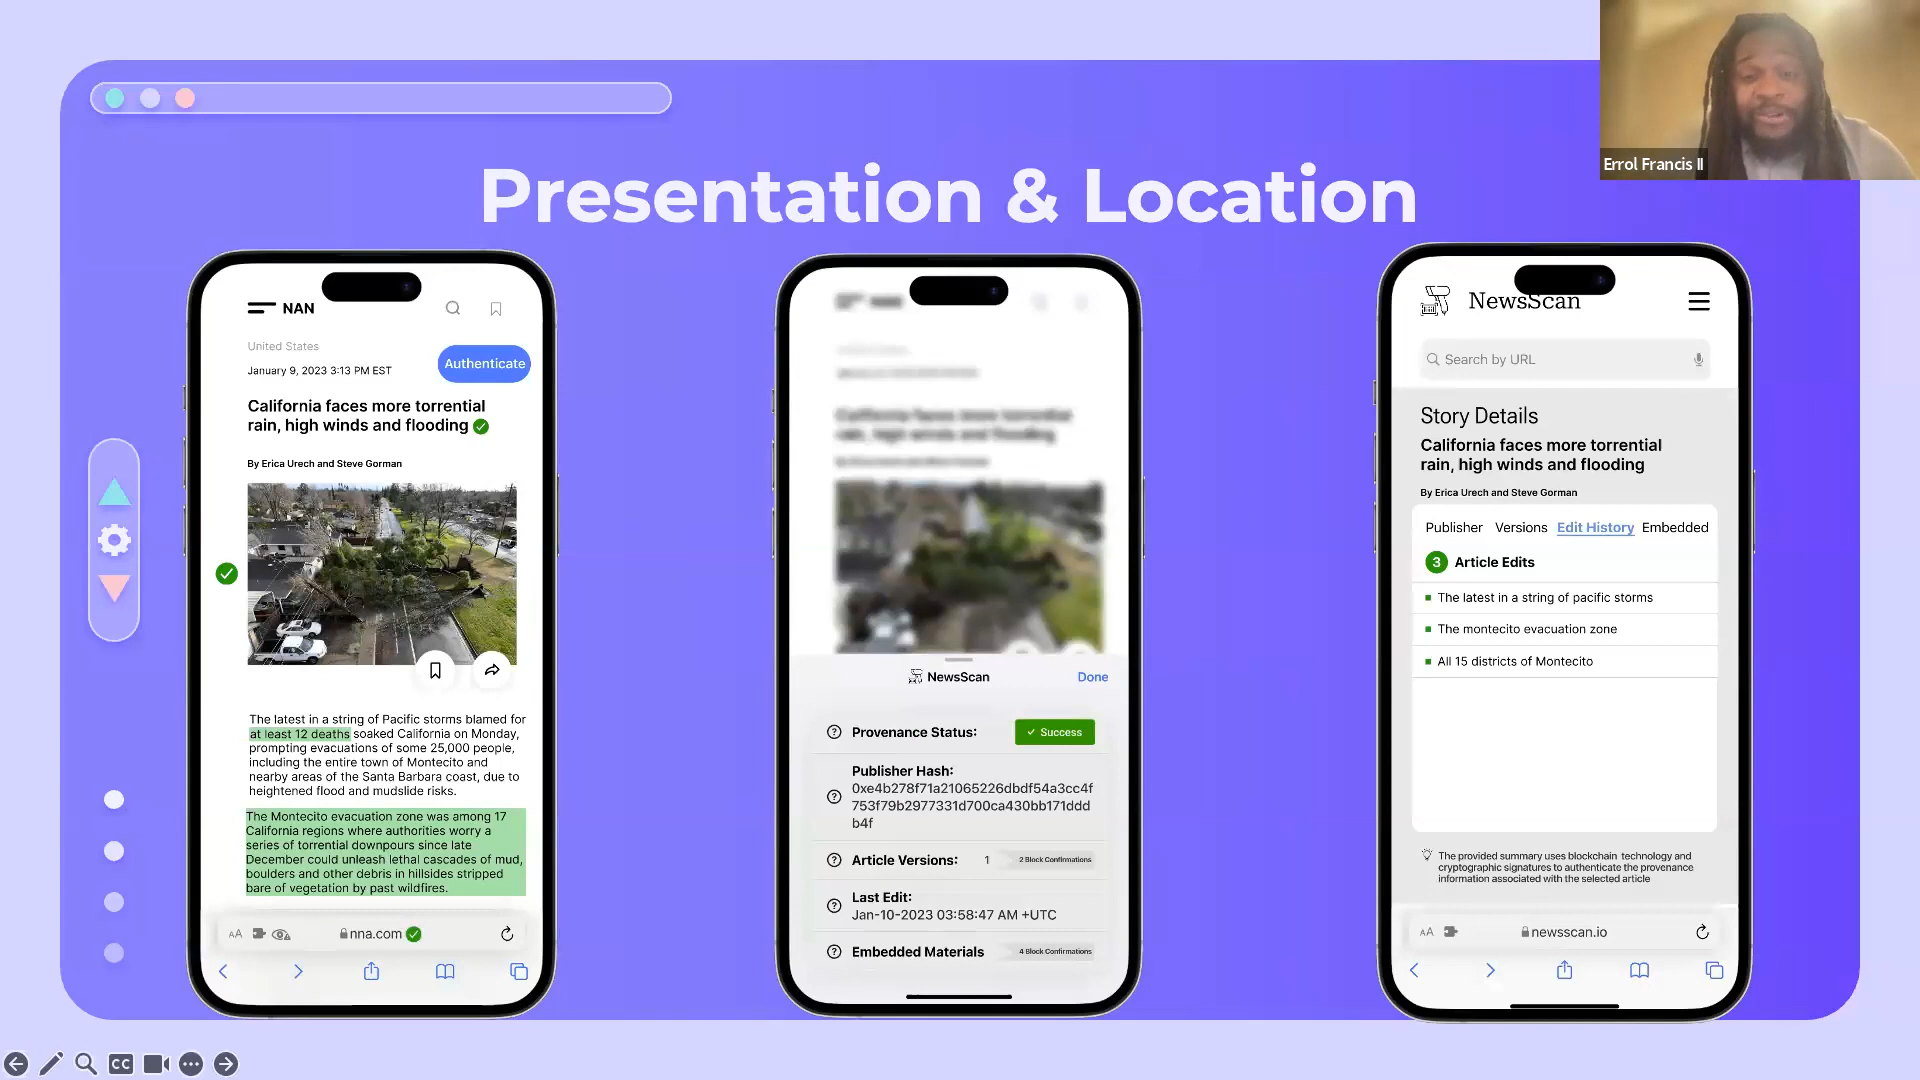 Errol Francis II
Presentation & Location
NAN
United States
January 9, 2023 3:13 PM EST
Authenticate
California faces more torrential
rain, high winds and flooding
By Erica Urech and Steve Gorman
The latest in a string of Pacific storms blamed for
at least 12 deaths soaked California on Monday,
prompting evacuations of some 25,000 people,
including the entire town of Montecito and
nearby areas of the Santa Barbara coast, due to
heightened flood and mudslide risks.
The Montecito evacuation zone was among 17
California regions where authorities worry a
series of torrential downpours since late
December could unleash lethal cascades of mud,
boulders and other debris in hillsides stripped
bare of vegetation by past wildfires.
AA
nna.com
NAN
California faces more torrential
rain, high winds and flooding
NewsScan
Done
Provenance Status:
Success
Publisher Hash:
0xe4b278f71a21065226dbdf54a3cc4f
753f79b2977331d700ca430bb171ddd
b4f
Article Versions: 1
2 Block Confirmations
Last Edit:
Jan-10-2023 03:58:47 AM +UTC
Embedded Materials
4 Block Confirmations
NewsScan
Search by URL
Story Details
California faces more torrential
rain, high winds and flooding
By Erica Urech and Steve Gorman
Publisher Versions Edit History Embedded
3 Article Edits
The latest in a string of pacific storms
The montecito evacuation zone
All 15 districts of Montecito
The provided summary uses blockchain technology and
cryptographic signatures to authenticate the provenance
information associated with the selected article
AA
newsscan.io
CC